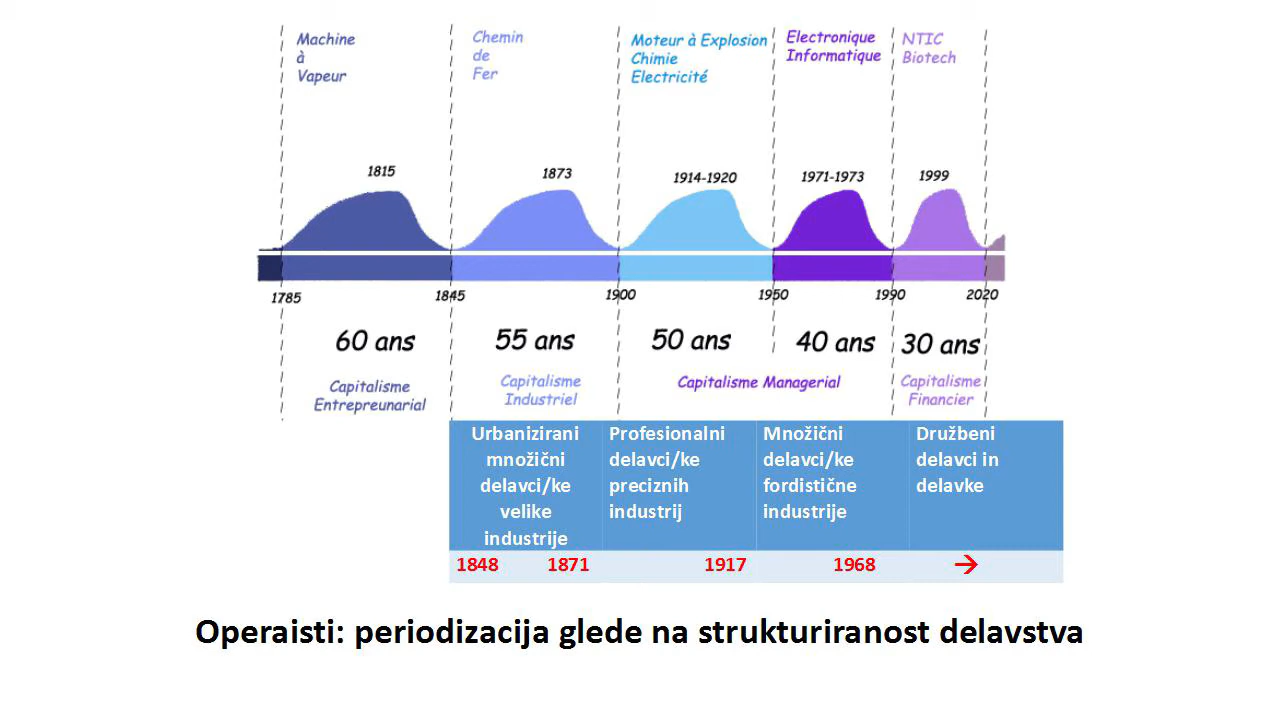 Machine
à
Vapeur
Chemin
de
Fer
Moteur à Explosion
Chimie
Electricité
Electronique
Informatique
NTIC
Biotech
1815
1873
1914-1920
1971-1973
1999
1785
1845
1900
1950
1990
2020
60 ans
55 ans
50 ans
40 ans
30 ans
Capitalisme
Entrepreunarial
Capitalisme
Industriel
Capitalisme Managerial
Capitalisme
Financier
Urbanizirani
množični
delavci/ke
velike
industrije
Profesionalni
delavci/ke
preciznih
industrij
Množični
delavci/ke
fordistične
industrije
Družbeni
delavci in
delavke
1848 1871 1917 1968 →
Operaisti: periodizacija glede na strukturiranost delavstva